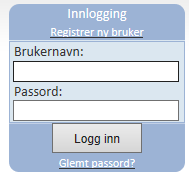 Innlogging
Registrer ny bruker
Brukernavn:
Passord:
Logg inn
Glemt passord?